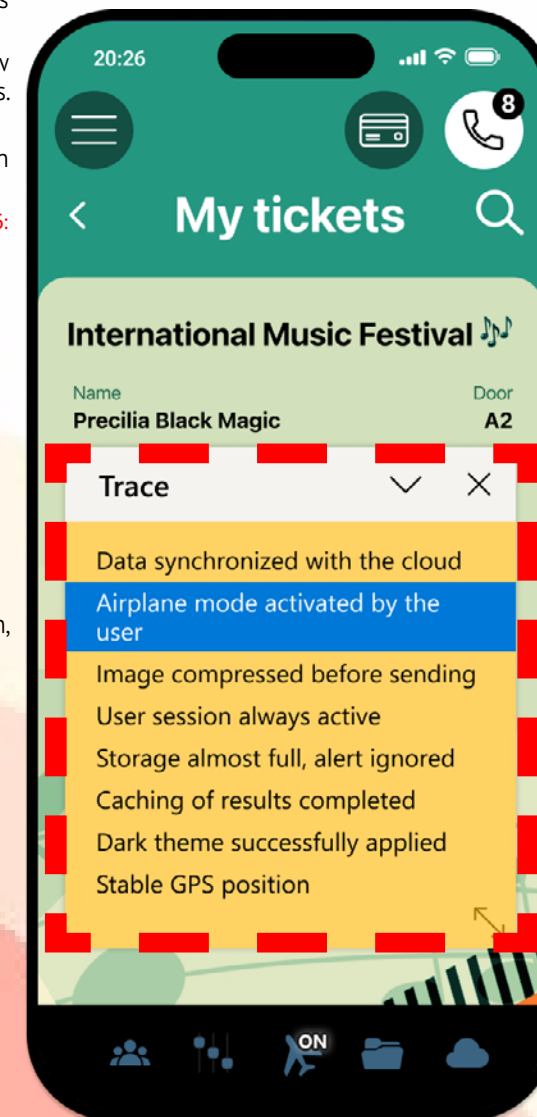 20:26
8
My tickets
International Music Festival
Name
Door
Precilia Black Magic
A2
Trace
Data synchronized with the cloud
Airplane mode activated by the
user
Image compressed before sending
User session always active
Storage almost full, alert ignored
Caching of results completed
Dark theme successfully applied
Stable GPS position
ON